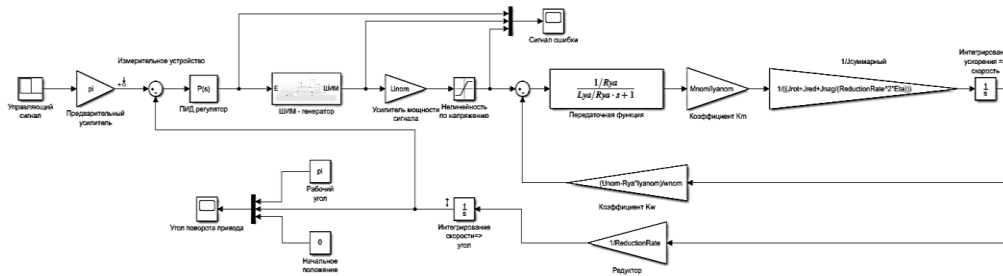 Сигнал ошибки
Измерительное устройство
pi
P(s)
E
ШИМ
Unom
1/Rya
Lya/Rya · s + 1
Mnom/Iyanom
1/Jсуммарный
1/((Jrot+Jred+Jnag/(ReductionRate^2*Eta)))
Интегрирован
ускорения =
скорость
1
s
Управляющий
сигнал
Предварительный
усилитель
ПИД регулятор
ШИМ - генератор
Усилитель мощности
сигнала
Нелинейность
по напряжению
Передаточная функция
Коэффициент Km
pi
Рабочий
угол
(Unom-Rya*Iyanom)/wnom
Коэффициент Kw
Угол поворота привода
0
Начальное
положение
1
s
Интегрирование
скорости=>
угол
1/ReductionRate
Редуктор